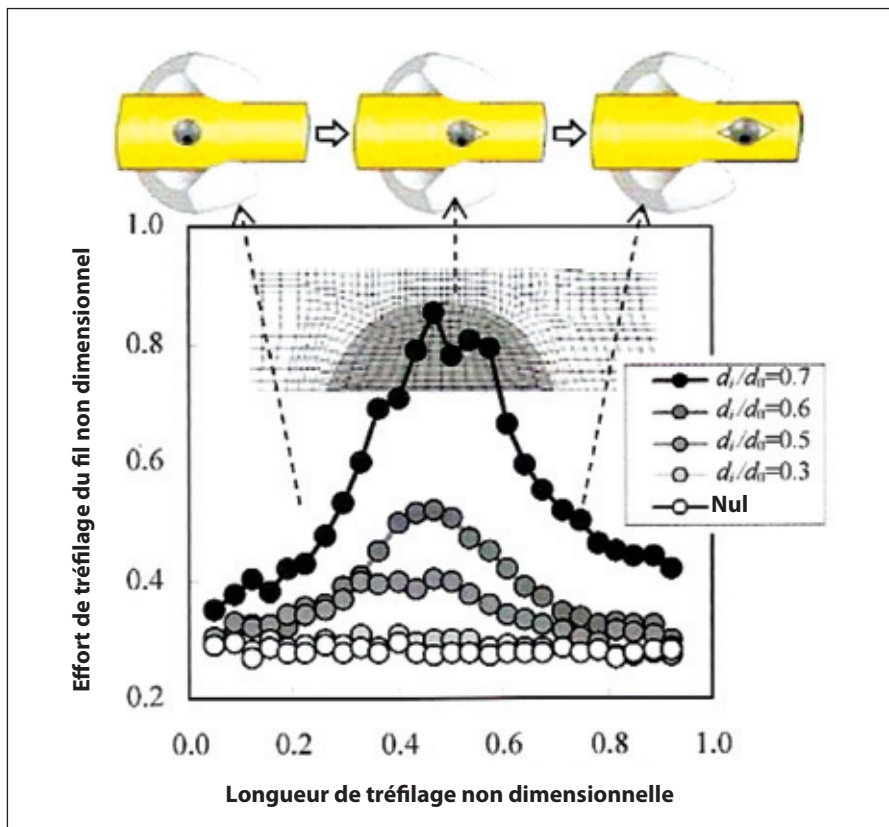 1.0
0.8
0.6
0.4
0.2
0.0 0.2 0.4 0.6 0.8 1.0
Effort de tréfilage du fil non dimensionnel
Longueur de tréfilage non dimensionnelle
dᵢ/d₀=0.7
dᵢ/d₀=0.6
dᵢ/d₀=0.5
dᵢ/d₀=0.3
Nul